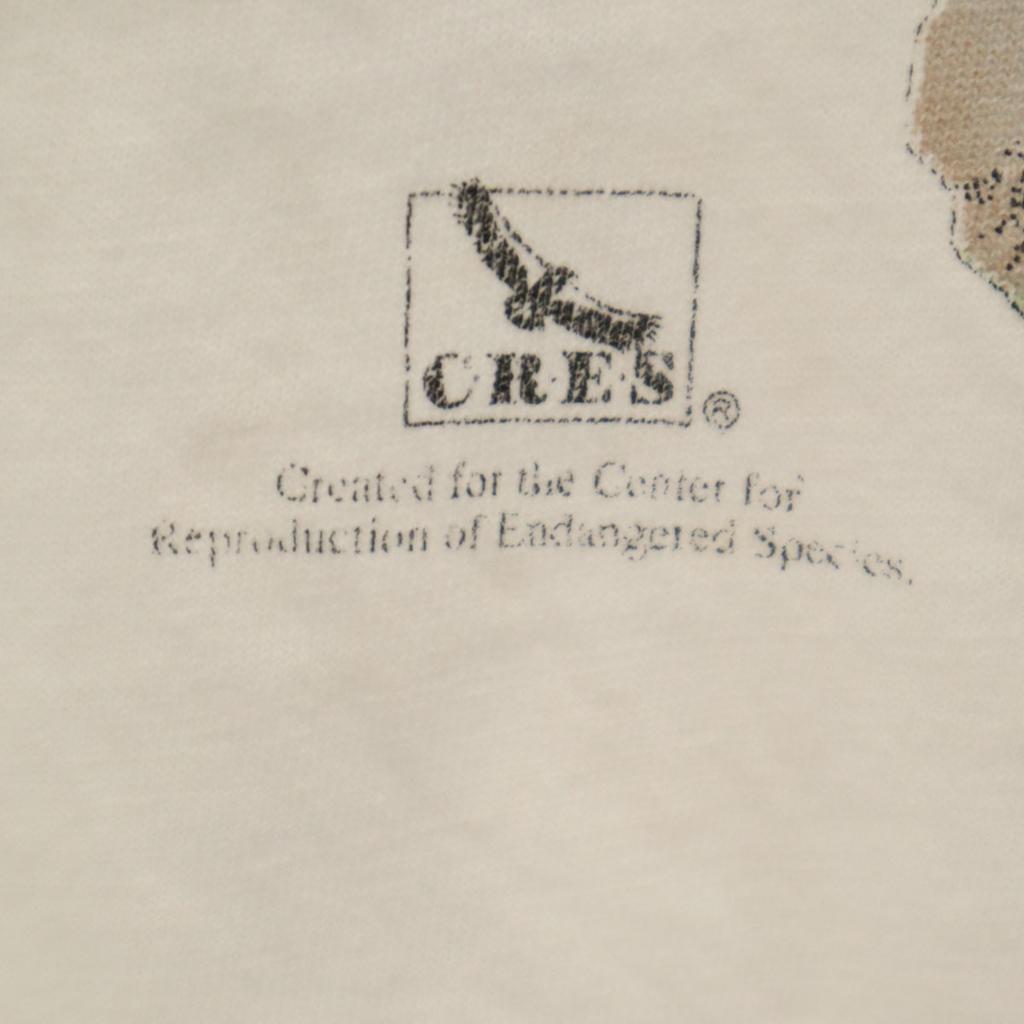 CRES®
Created for the Center for
Reproduction of Endangered Species.